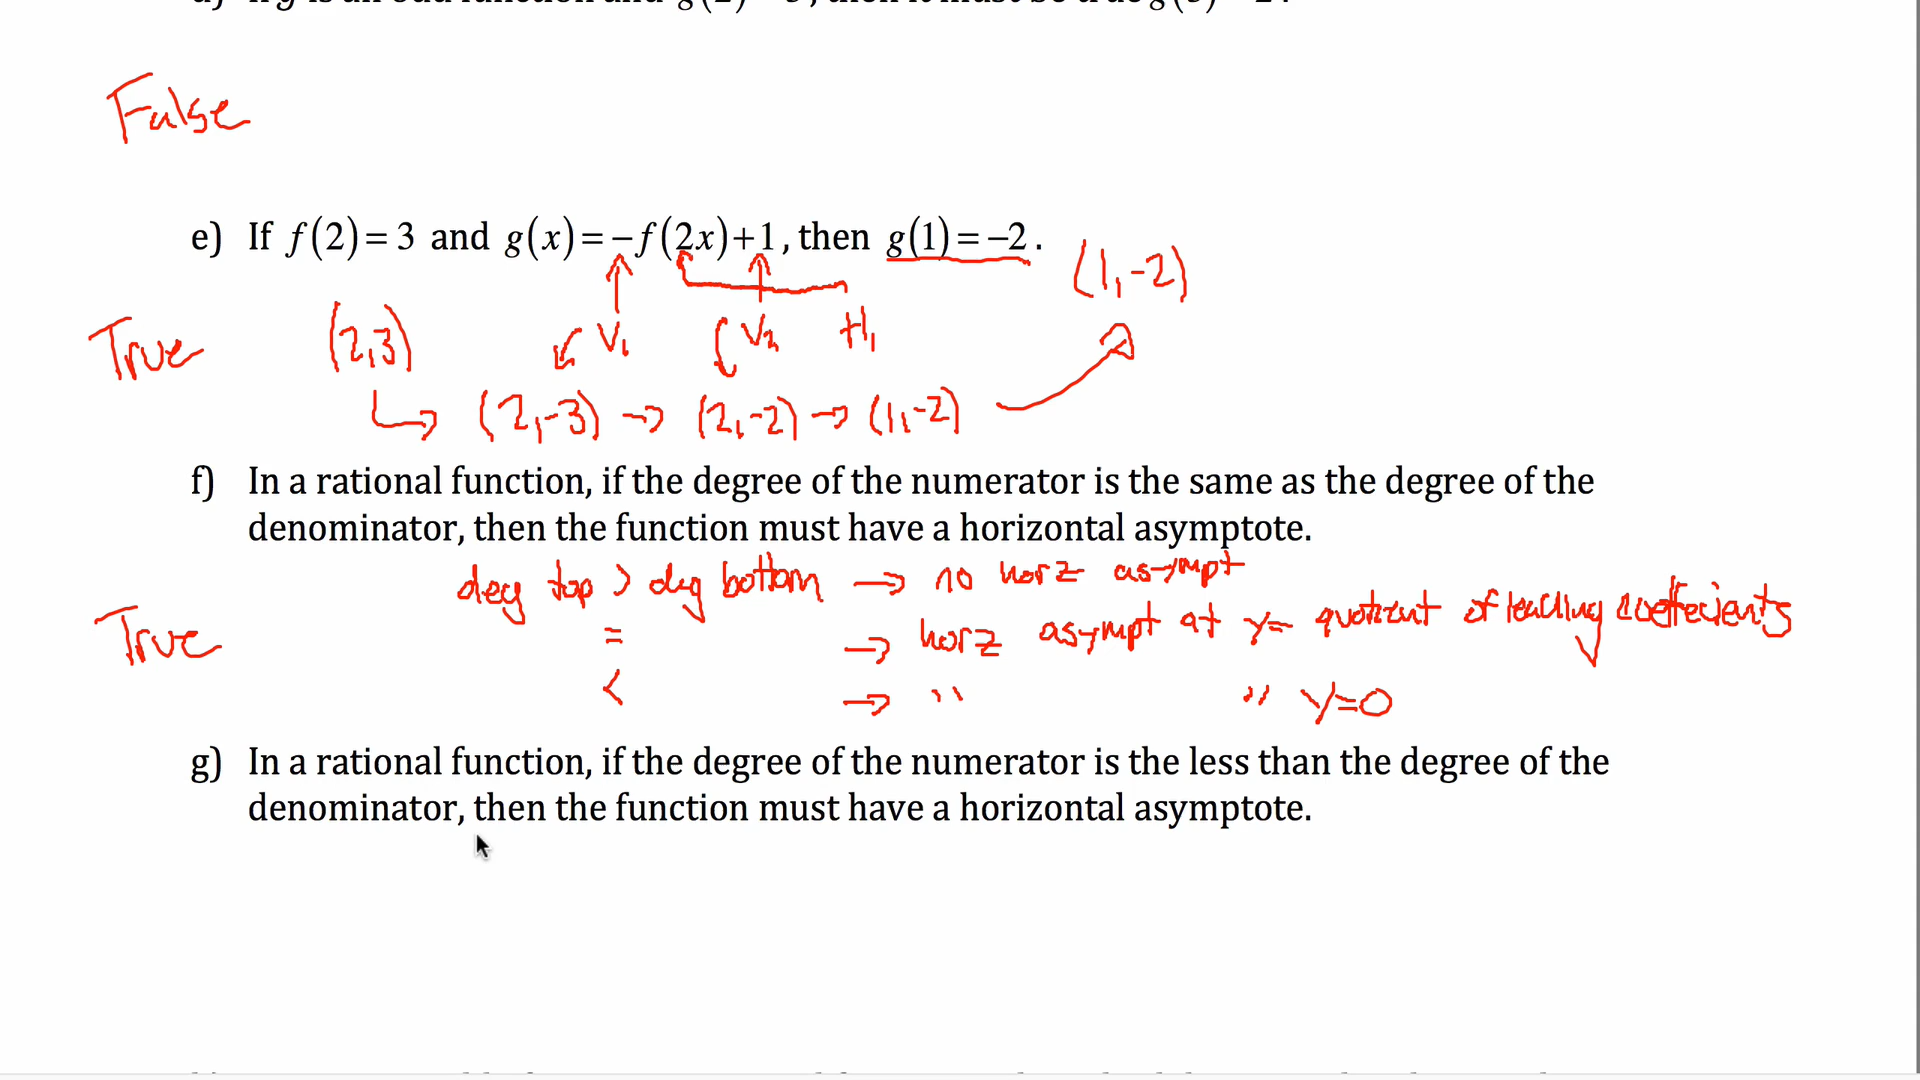 False
e) If f(2)=3 and g(x)=−f(2x)+1, then g(1)=−2.
(1,-2)
True (2,3) V₁ V₂ H₁
(2,-3) → (2,-2) → (1,-2)
f) In a rational function, if the degree of the numerator is the same as the degree of the
denominator, then the function must have a horizontal asymptote.
deg top > deg bottom → no horz asympt
True = → horz asympt at y= quotient of leading coeffecients
< → " " y=0
g) In a rational function, if the degree of the numerator is the less than the degree of the
denominator, then the function must have a horizontal asymptote.